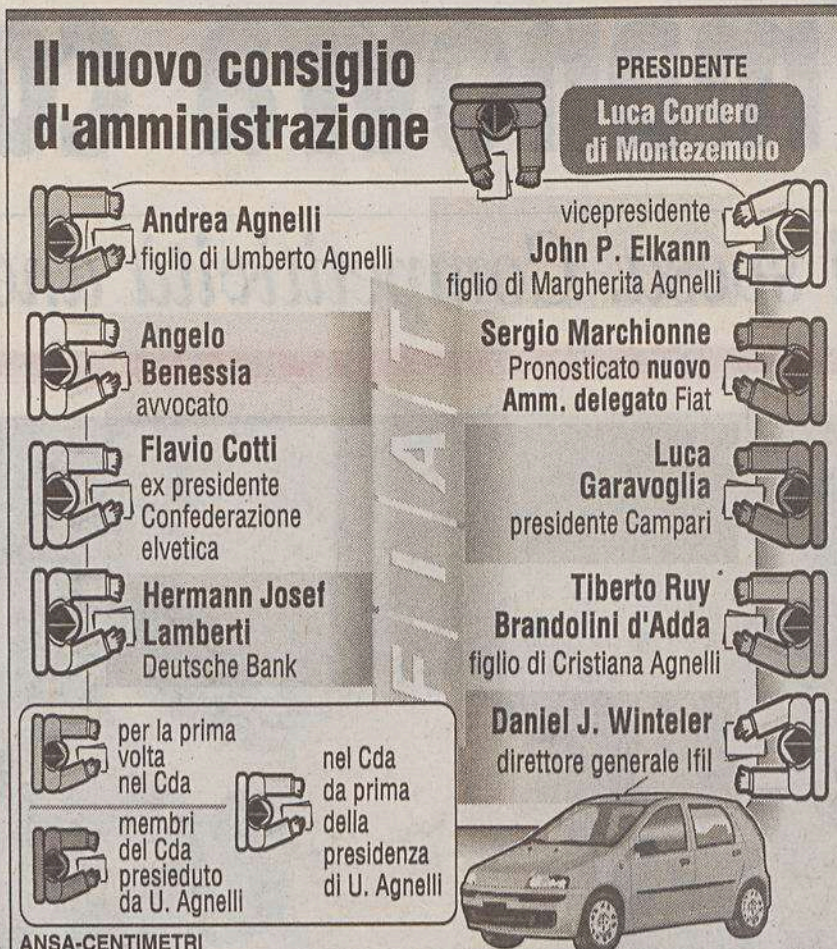 Il nuovo consiglio
d'amministrazione
PRESIDENTE
Luca Cordero
di Montezemolo
Andrea Agnelli
figlio di Umberto Agnelli
Angelo
Benessia
avvocato
Flavio Cotti
ex presidente
Confederazione
elvetica
Hermann Josef
Lamberti
Deutsche Bank
vicepresidente
John P. Elkann
figlio di Margherita Agnelli
Sergio Marchionne
Pronosticato nuovo
Amm. delegato Fiat
Luca
Garavoglia
presidente Campari
Tiberto Ruy
Brandolini d'Adda
figlio di Cristiana Agnelli
Daniel J. Winteler
direttore generale Ifil
F/I/A/T
per la prima
volta
nel Cda
membri
del Cda
presieduto
da U. Agnelli
nel Cda
da prima
della
presidenza
di U. Agnelli
ANSA-CENTIMETRI